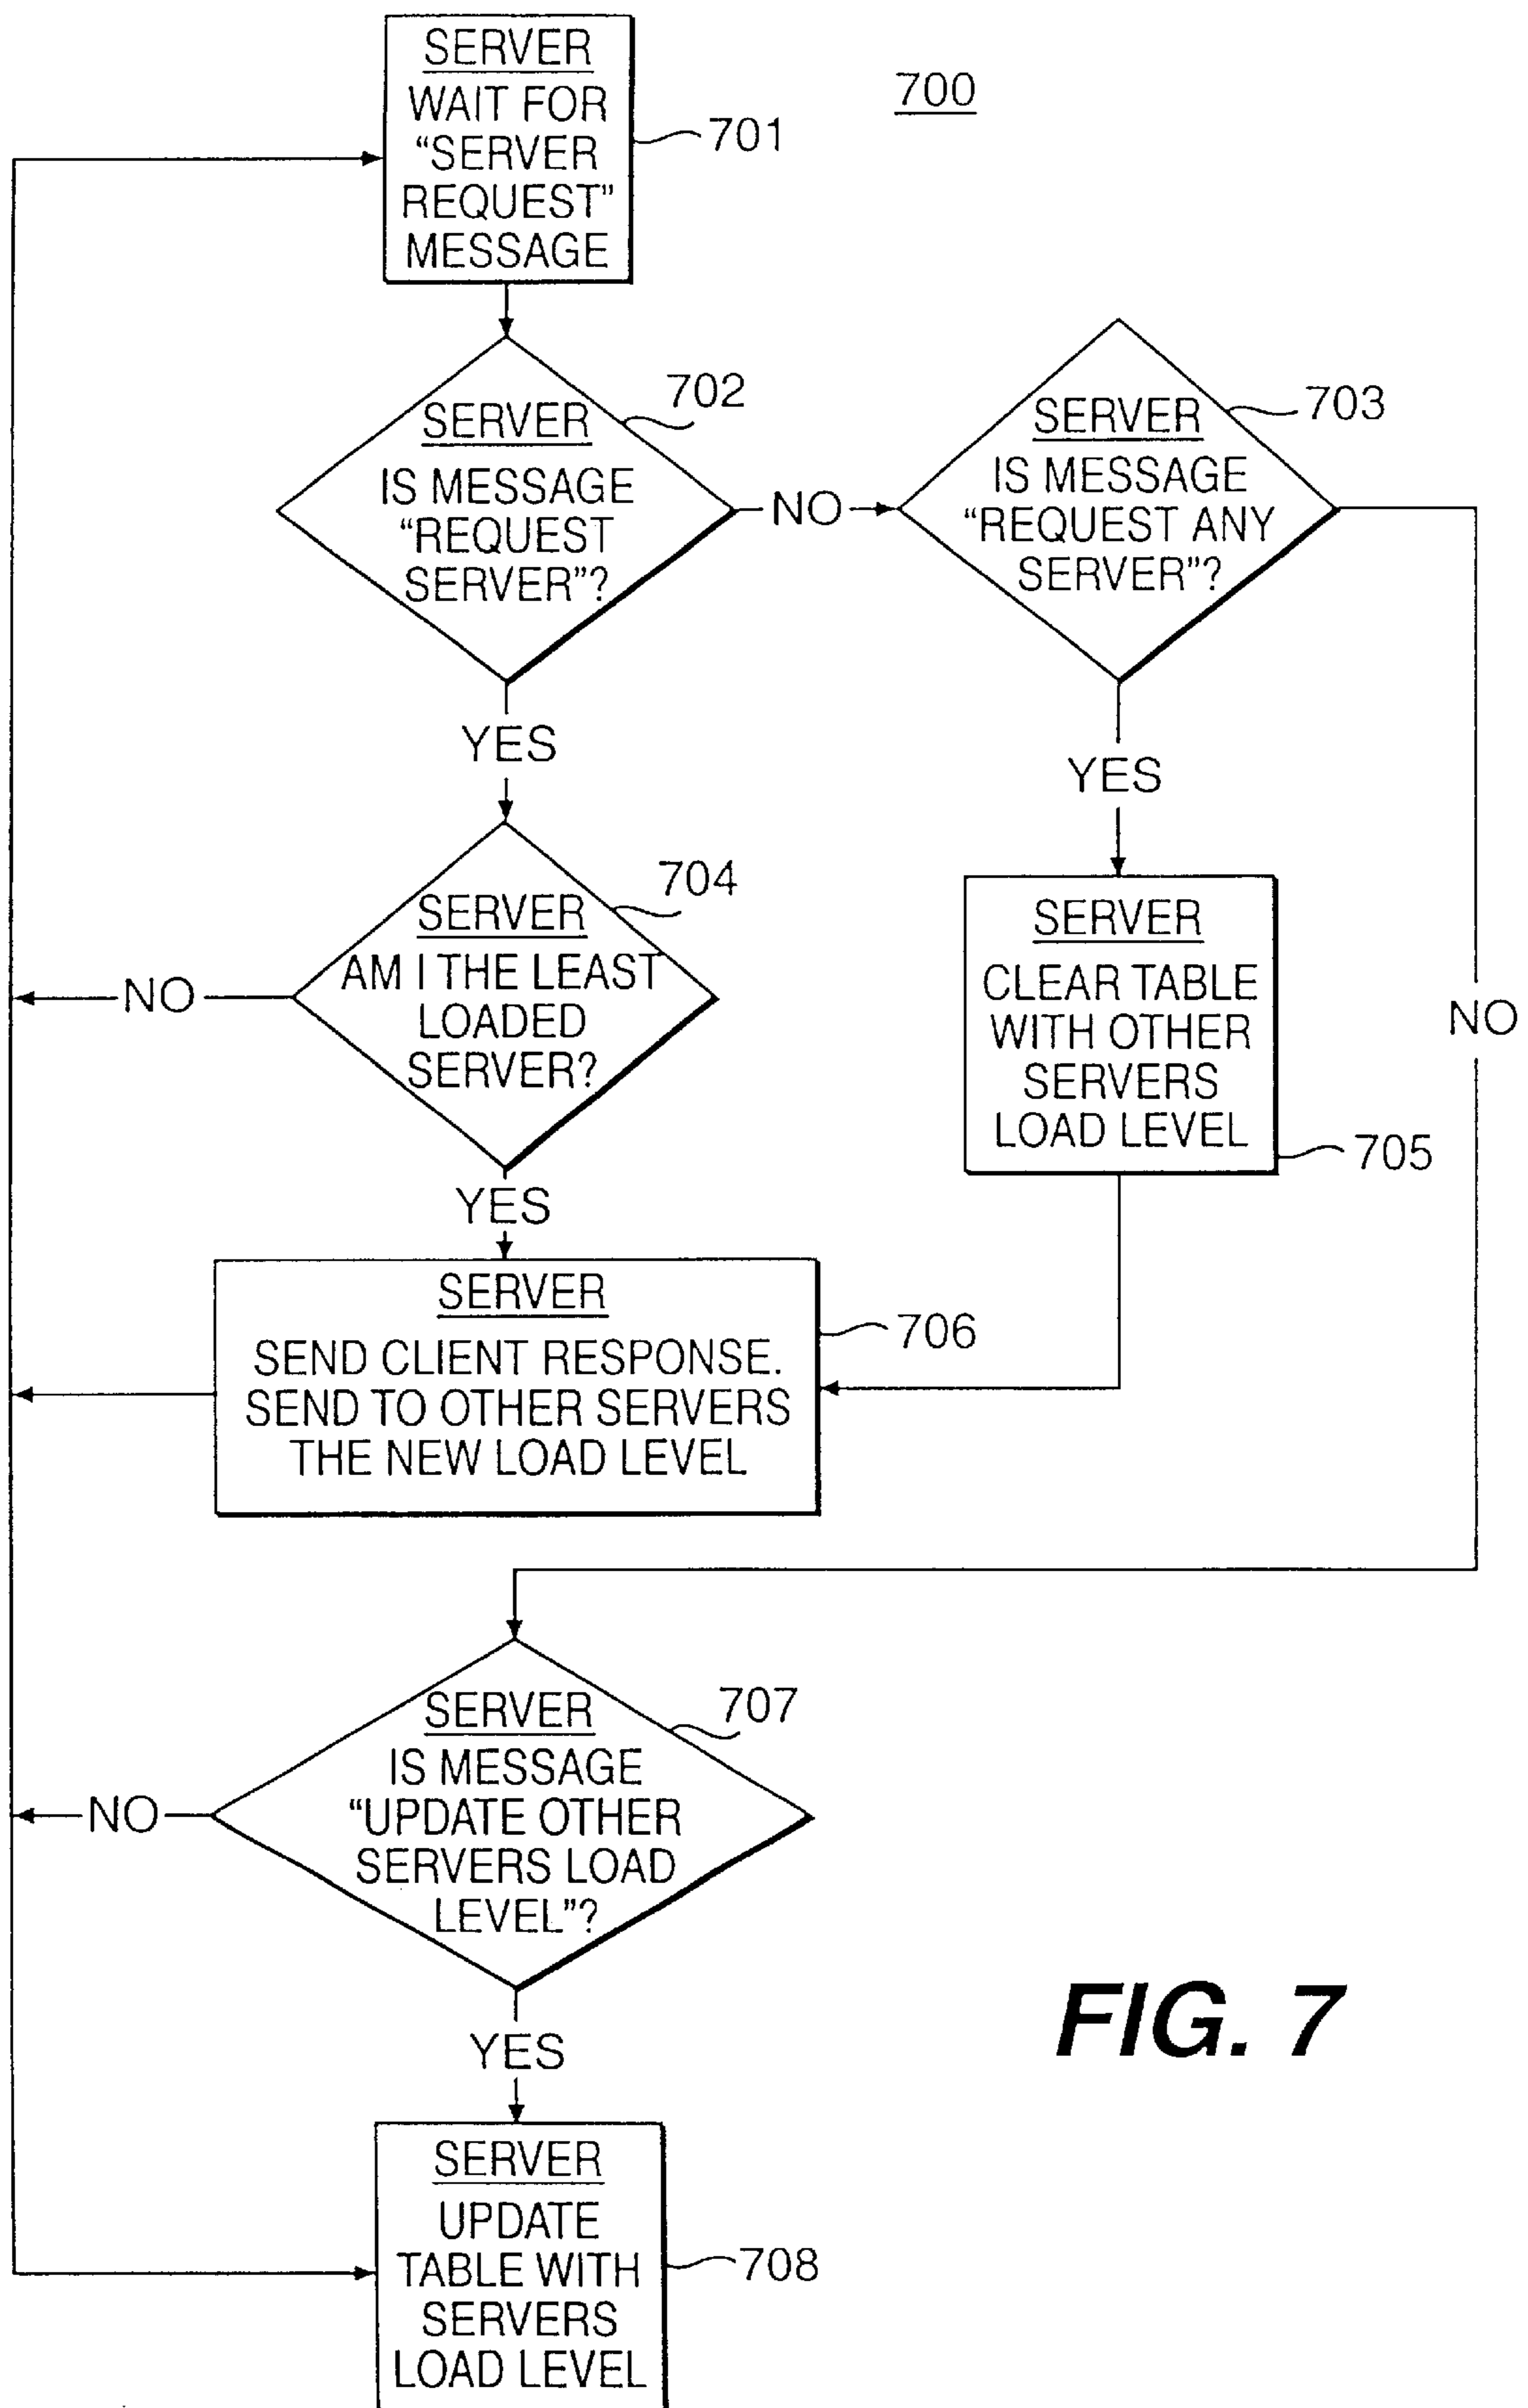 SERVER
WAIT FOR
“SERVER
REQUEST”
MESSAGE
701
700
SERVER
IS MESSAGE
“REQUEST
SERVER”?
702
NO
SERVER
IS MESSAGE
“REQUEST ANY
SERVER”?
703
YES
YES
NO
SERVER
AM I THE LEAST
LOADED
SERVER?
704
NO
SERVER
CLEAR TABLE
WITH OTHER
SERVERS
LOAD LEVEL
705
YES
SERVER
SEND CLIENT RESPONSE.
SEND TO OTHER SERVERS
THE NEW LOAD LEVEL
706
SERVER
IS MESSAGE
“UPDATE OTHER
SERVERS LOAD
LEVEL”?
707
NO
YES
SERVER
UPDATE
TABLE WITH
SERVERS
LOAD LEVEL
708
FIG. 7